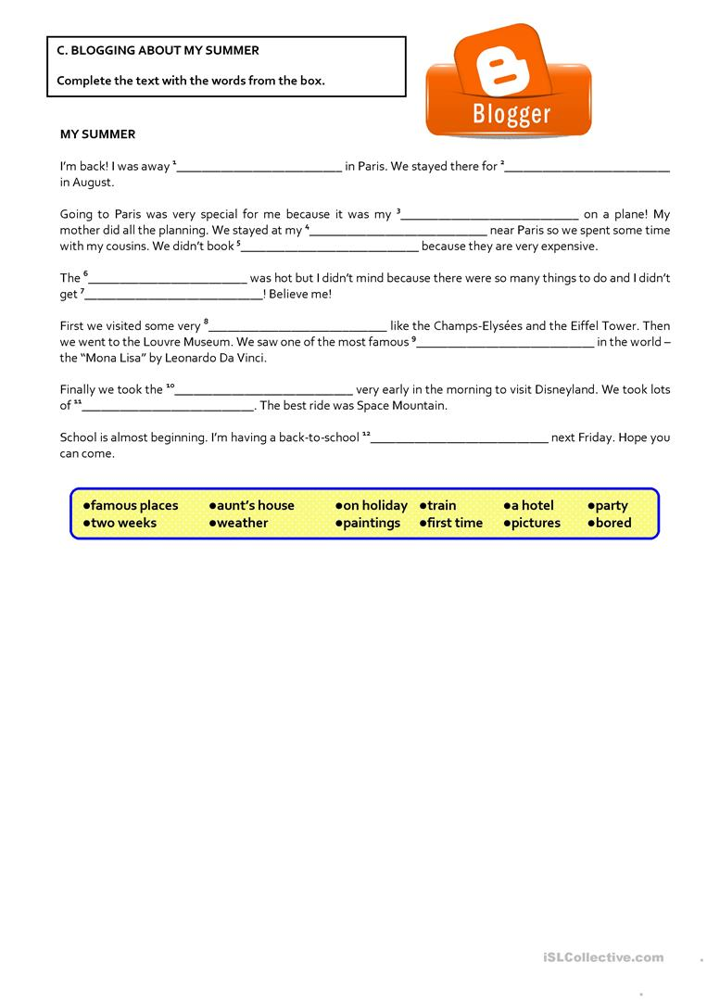 C. BLOGGING ABOUT MY SUMMER
Complete the text with the words from the box.
Blogger
MY SUMMER
I'm back! I was away ¹__________________________ in Paris. We stayed there for ²__________________________
in August.
Going to Paris was very special for me because it was my ³____________________________ on a plane! My
mother did all the planning. We stayed at my ⁴____________________________ near Paris so we spent some time
with my cousins. We didn't book ⁵____________________________ because they are very expensive.
The ⁶_________________________ was hot but I didn't mind because there were so many things to do and I didn't
get ⁷____________________________! Believe me!
First we visited some very ⁸____________________________ like the Champs-Elysées and the Eiffel Tower. Then
we went to the Louvre Museum. We saw one of the most famous ⁹____________________________ in the world –
the “Mona Lisa” by Leonardo Da Vinci.
Finally we took the ¹⁰____________________________ very early in the morning to visit Disneyland. We took lots
of ¹¹___________________________. The best ride was Space Mountain.
School is almost beginning. I'm having a back-to-school ¹²____________________________ next Friday. Hope you
can come.
●famous places ●aunt's house ●on holiday ●train ●a hotel ●party
●two weeks ●weather ●paintings ●first time ●pictures ●bored
iSLCollective.com